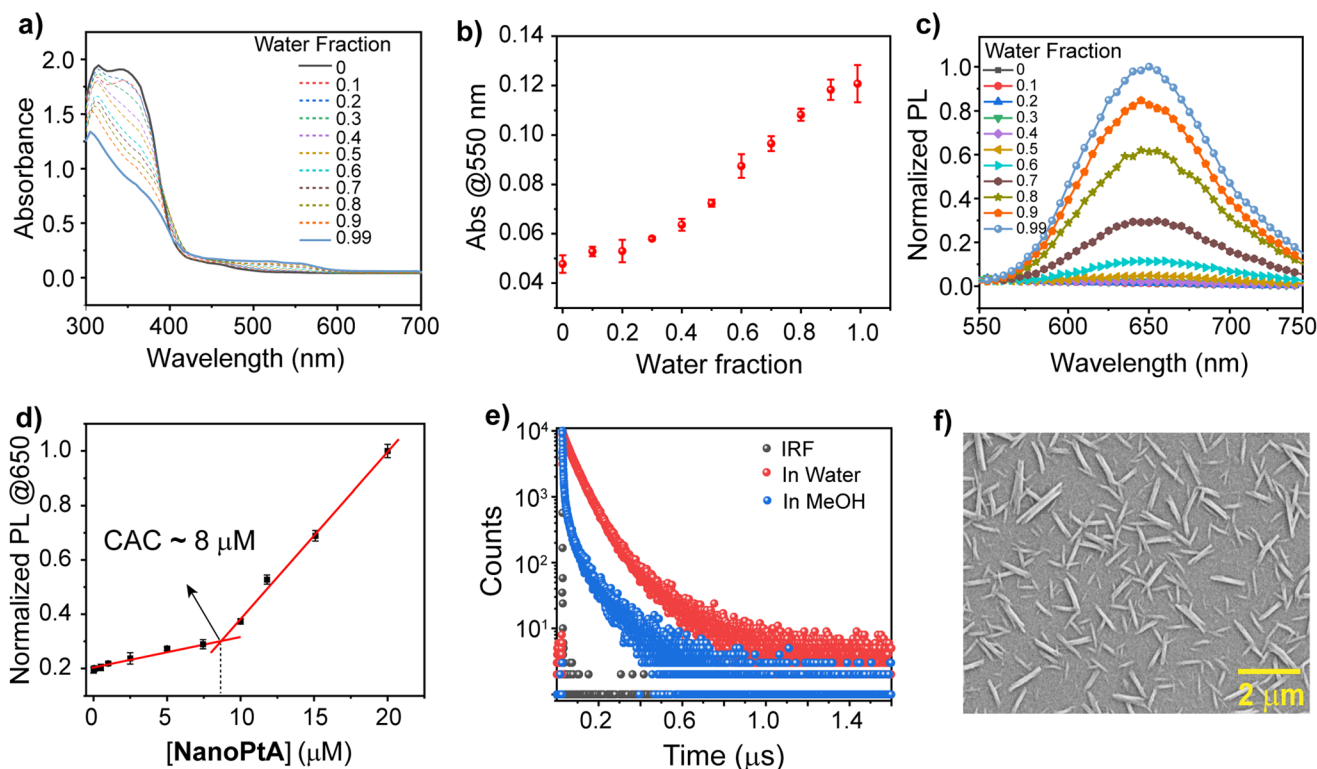 a)
Water Fraction
0
0.1
0.2
0.3
0.4
0.5
0.6
0.7
0.8
0.9
0.99
2.0
1.5
1.0
0.5
0.0
Absorbance
300 400 500 600 700
Wavelength (nm)
b)
0.14
0.12
0.10
0.08
0.06
0.04
Abs @550 nm
0 0.2 0.4 0.6 0.8 1.0
Water fraction
c)
Water Fraction
0
0.1
0.2
0.3
0.4
0.5
0.6
0.7
0.8
0.9
0.99
1.0
0.8
0.6
0.4
0.2
0.0
Normalized PL
550 600 650 700 750
Wavelength (nm)
d)
1.0
0.8
0.6
0.4
0.2
Normalized PL @650
CAC ~ 8 μM
0 5 10 15 20
[NanoPtA] (μM)
e)
IRF
In Water
In MeOH
10⁴
10³
10²
10¹
Counts
0.2 0.6 1.0 1.4
Time (μs)
f)
2 μm